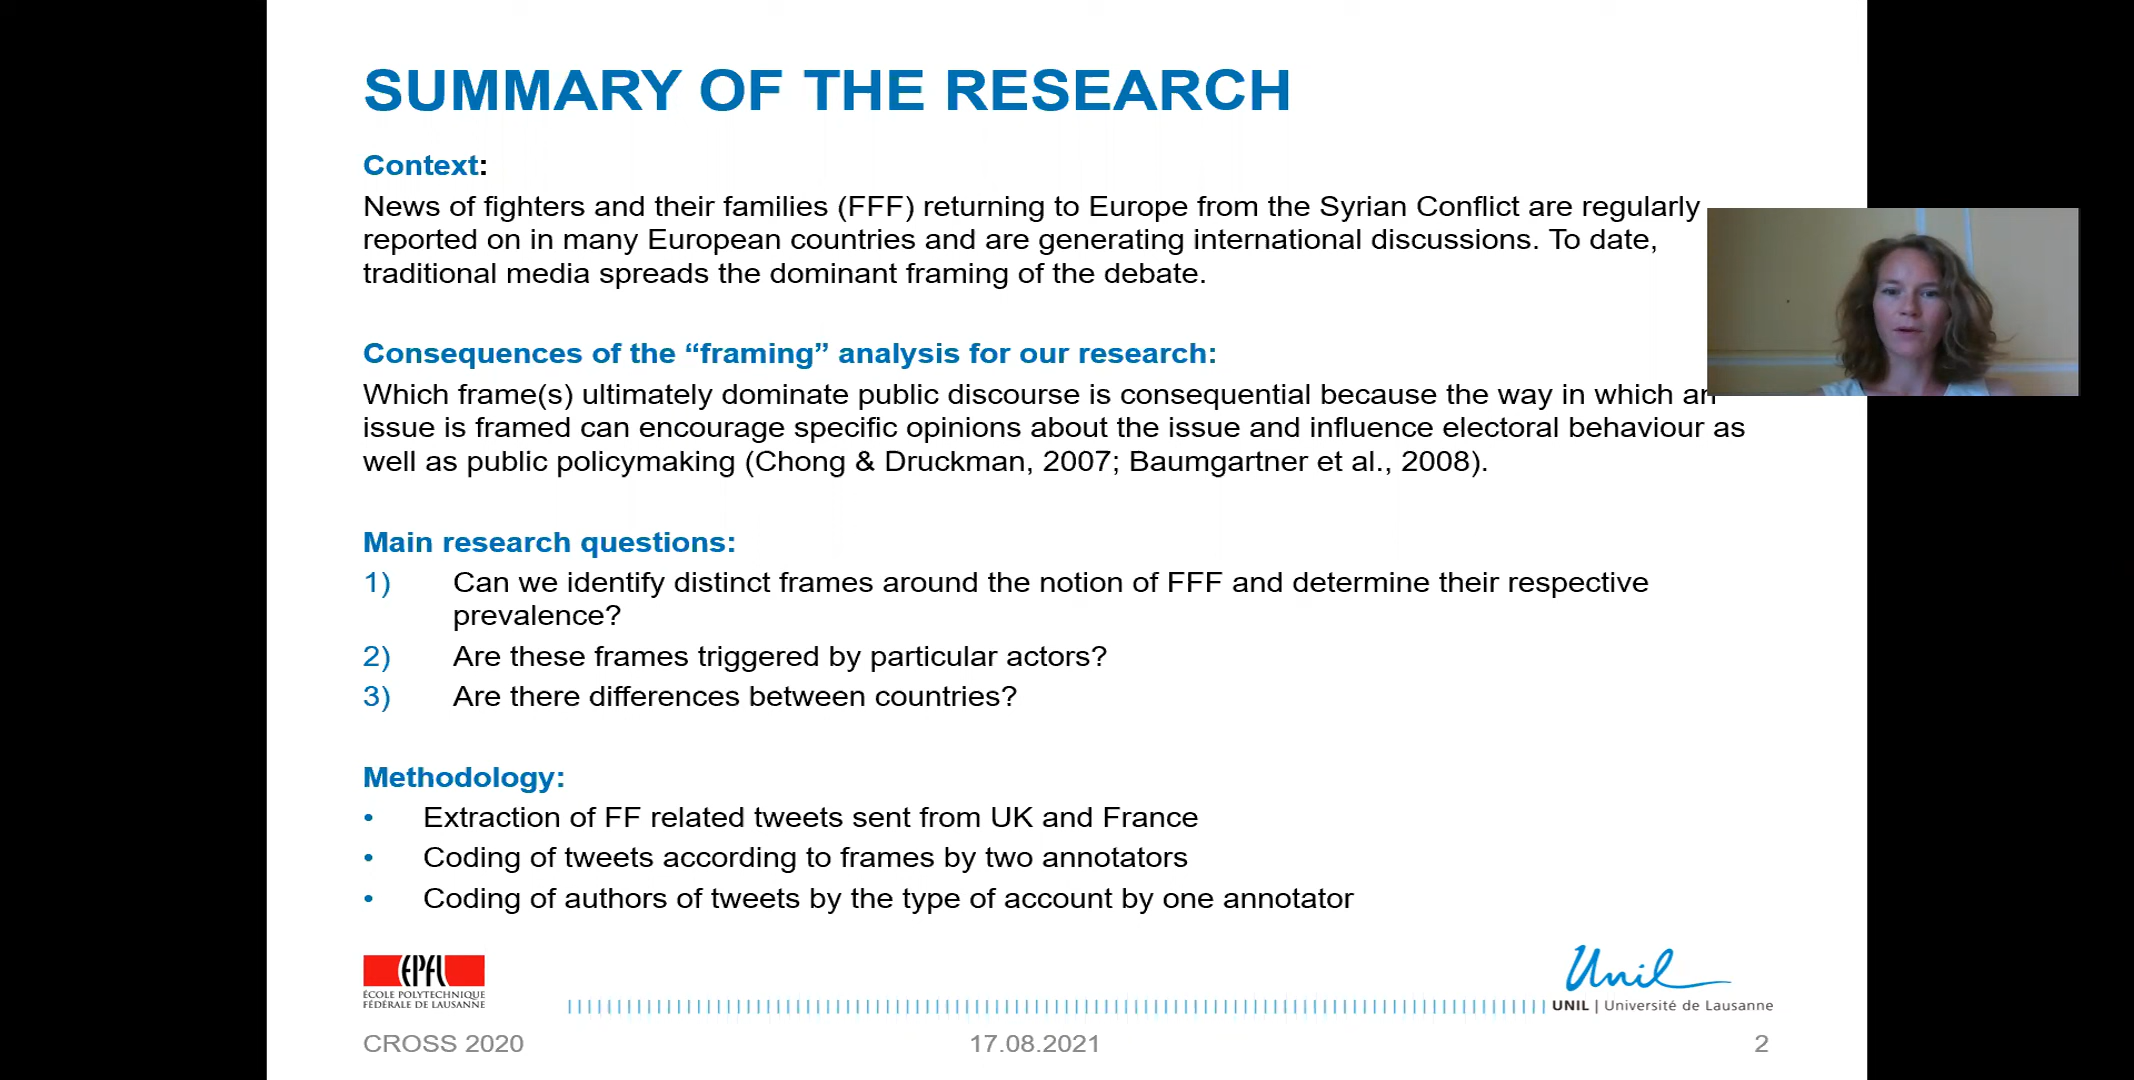 SUMMARY OF THE RESEARCH
Context:
News of fighters and their families (FFF) returning to Europe from the Syrian Conflict are regularly
reported on in many European countries and are generating international discussions. To date,
traditional media spreads the dominant framing of the debate.
Consequences of the “framing” analysis for our research:
Which frame(s) ultimately dominate public discourse is consequential because the way in which an
issue is framed can encourage specific opinions about the issue and influence electoral behaviour as
well as public policymaking (Chong & Druckman, 2007; Baumgartner et al., 2008).
Main research questions:
1) Can we identify distinct frames around the notion of FFF and determine their respective
prevalence?
2) Are these frames triggered by particular actors?
3) Are there differences between countries?
Methodology:
• Extraction of FF related tweets sent from UK and France
• Coding of tweets according to frames by two annotators
• Coding of authors of tweets by the type of account by one annotator
EPFL
ÉCOLE POLYTECHNIQUE
FÉDÉRALE DE LAUSANNE
Unil
UNIL | Université de Lausanne
CROSS 2020
17.08.2021
2